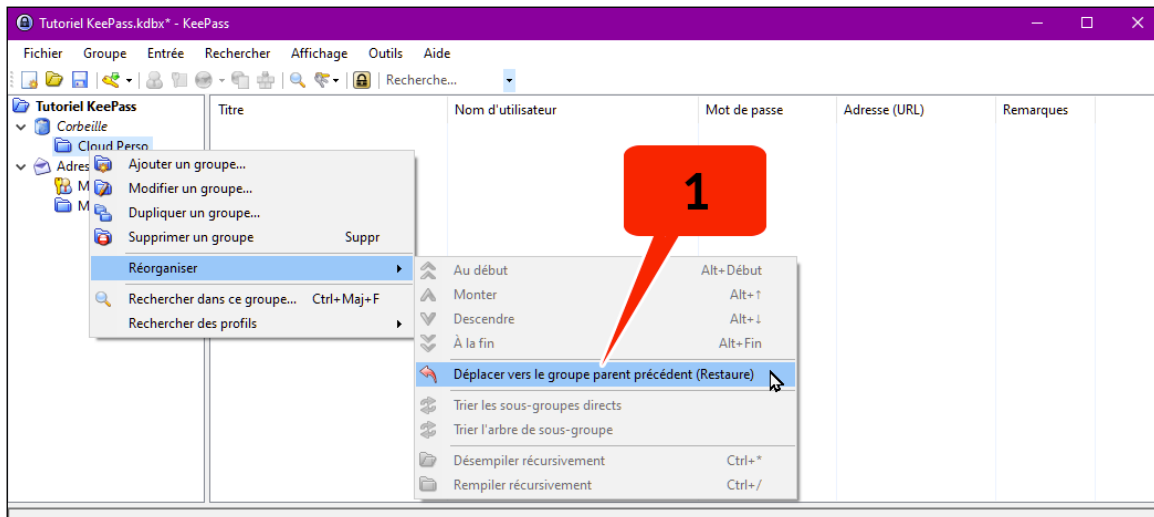 Tutoriel KeePass.kdbx* - KeePass
Fichier Groupe Entrée Rechercher Affichage Outils Aide
Recherche...
Tutoriel KeePass
Titre Nom d'utilisateur Mot de passe Adresse (URL) Remarques
Corbeille
Cloud Perso
Adres
M
M
Ajouter un groupe...
Modifier un groupe...
Dupliquer un groupe...
Supprimer un groupe Suppr
Réorganiser
Rechercher dans ce groupe... Ctrl+Maj+F
Rechercher des profils
1
Au début Alt+Début
Monter Alt+↑
Descendre Alt+↓
À la fin Alt+Fin
Déplacer vers le groupe parent précédent (Restaure)
Trier les sous-groupes directs
Trier l'arbre de sous-groupe
Désempiler récursivement Ctrl+*
Rempiler récursivement Ctrl+/